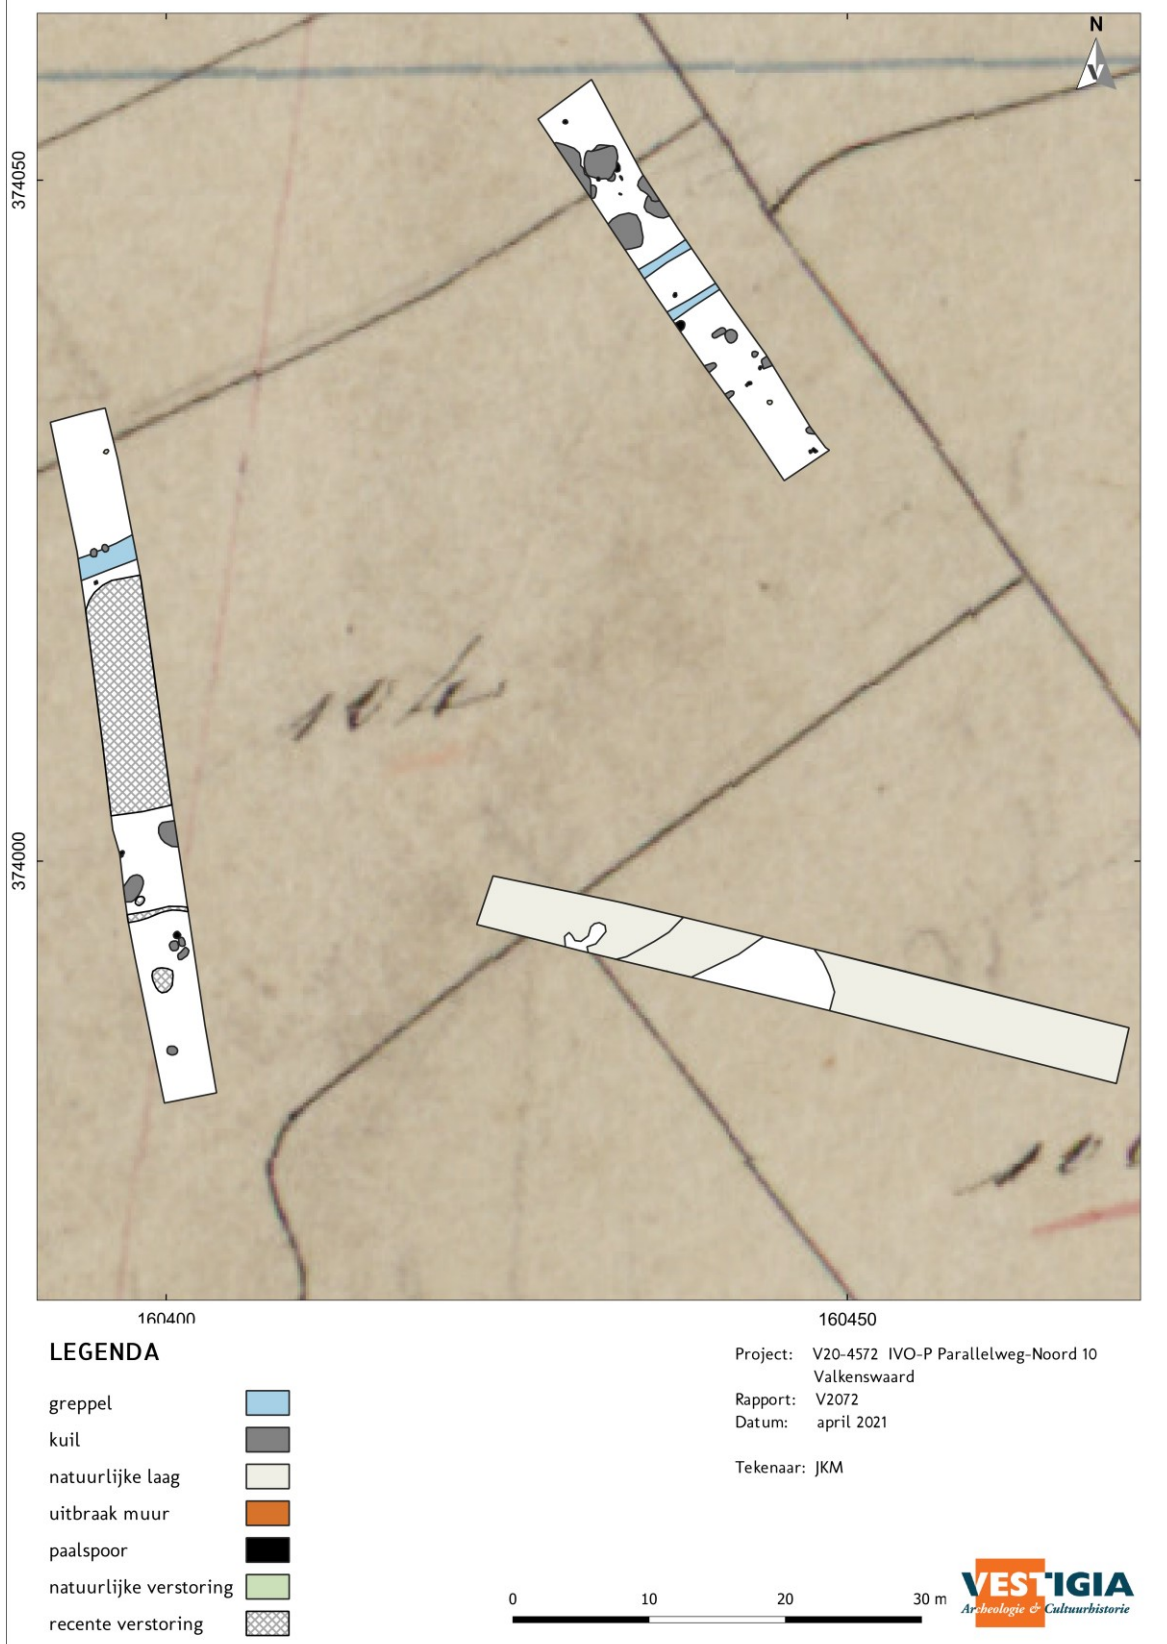 N
V
374050
104
374000
10
160400
160450
LEGENDA
greppel
kuil
natuurlijke laag
uitbraak muur
paalspoor
natuurlijke verstoring
recente verstoring
Project: V20-4572 IVO-P Parallelweg-Noord 10
Valkenswaard
Rapport: V2072
Datum: april 2021
Tekenaar: JKM
0 10 20 30 m
VESTIGIA
Archeologie & Cultuurhistorie